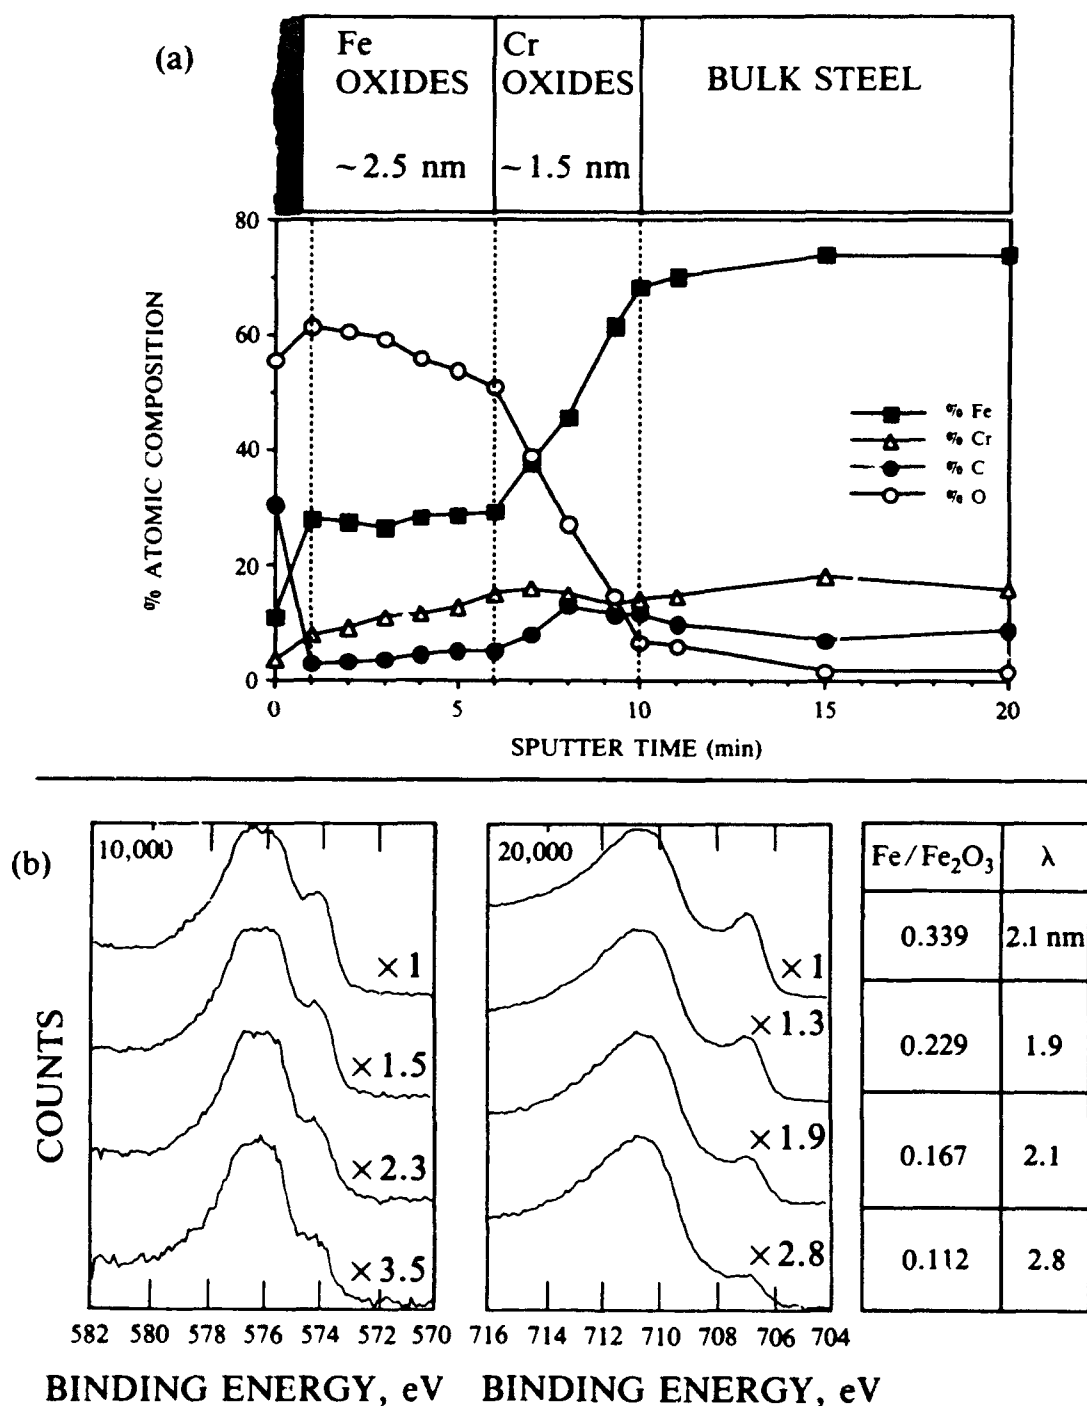 (a)
Fe
OXIDES
~2.5 nm
Cr
OXIDES
~1.5 nm
BULK STEEL
80
60
40
20
0
% ATOMIC COMPOSITION
% Fe
% Cr
% C
% O
0 5 10 15 20
SPUTTER TIME (min)
(b)
COUNTS
10,000
×1
×1.5
×2.3
×3.5
582 580 578 576 574 572 570
BINDING ENERGY, eV
20,000
×1
×1.3
×1.9
×2.8
716 714 712 710 708 706 704
BINDING ENERGY, eV
Fe/Fe₂O₃ λ
0.339 2.1 nm
0.229 1.9
0.167 2.1
0.112 2.8